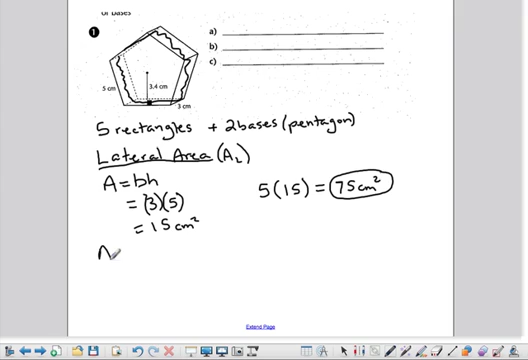 of Bases
1
a)
b)
c)
5 cm
3.4 cm
3 cm
5 rectangles + 2 bases (pentagon)
Lateral Area (A₂)
A = bh
= (3)(5)
= 15 cm²
5(15) = 75 cm²
Extend Page